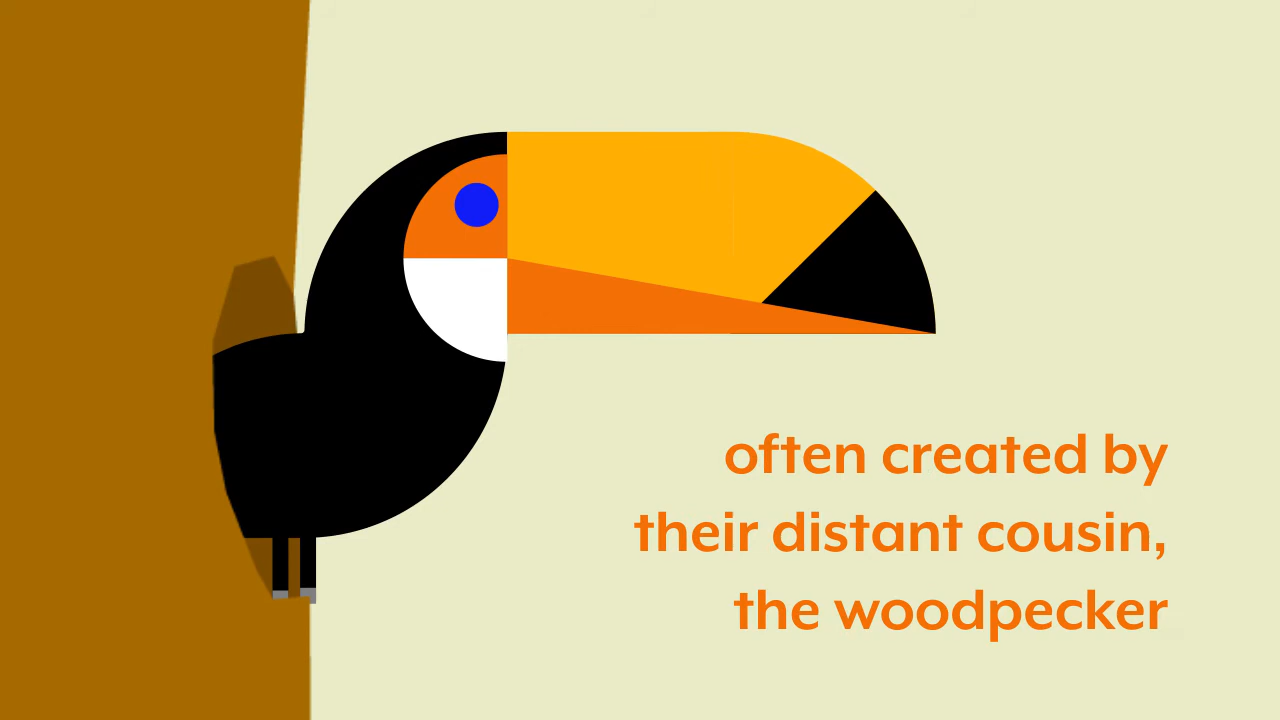 often created by
their distant cousin,
the woodpecker